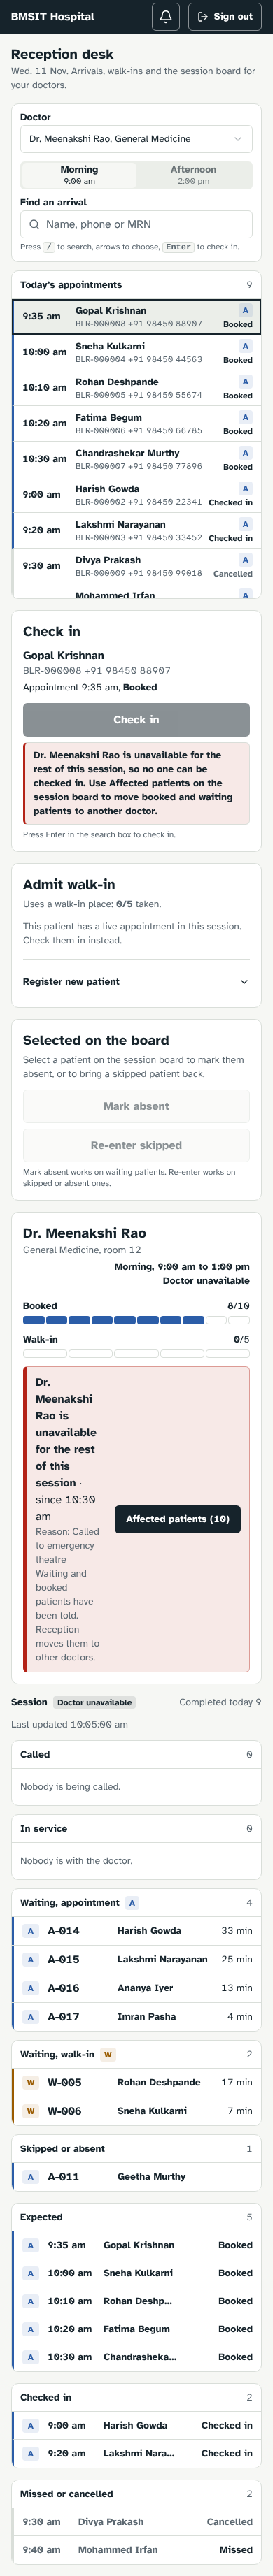 BMSIT Hospital
Sign out
Reception desk
Wed, 11 Nov. Arrivals, walk-ins and the session board for
your doctors.
Doctor
Dr. Meenakshi Rao, General Medicine
Morning
9:00 am
Afternoon
2:00 pm
Find an arrival
Name, phone or MRN
Press / to search, arrows to choose, Enter to check in.
Today's appointments 9
9:35 am Gopal Krishnan A
BLR-000008 +91 98450 88907 Booked
10:00 am Sneha Kulkarni A
BLR-000004 +91 98450 44563 Booked
10:10 am Rohan Deshpande A
BLR-000005 +91 98450 55674 Booked
10:20 am Fatima Begum A
BLR-000006 +91 98450 66785 Booked
10:30 am Chandrashekar Murthy A
BLR-000007 +91 98450 77896 Booked
9:00 am Harish Gowda A
BLR-000002 +91 98450 22341 Checked in
9:20 am Lakshmi Narayanan A
BLR-000003 +91 98450 33452 Checked in
9:30 am Divya Prakash A
BLR-000009 +91 98450 99018 Cancelled
Mohammed Irfan A
Check in
Gopal Krishnan
BLR-000008 +91 98450 88907
Appointment 9:35 am, Booked
Check in
Dr. Meenakshi Rao is unavailable for the
rest of this session, so no one can be
checked in. Use Affected patients on the
session board to move booked and waiting
patients to another doctor.
Press Enter in the search box to check in.
Admit walk-in
Uses a walk-in place: 0/5 taken.
This patient has a live appointment in this session.
Check them in instead.
Register new patient
Selected on the board
Select a patient on the session board to mark them
absent, or to bring a skipped patient back.
Mark absent
Re-enter skipped
Mark absent works on waiting patients. Re-enter works on
skipped or absent ones.
Dr. Meenakshi Rao
General Medicine, room 12
Morning, 9:00 am to 1:00 pm
Doctor unavailable
Booked 8/10
Walk-in 0/5
Dr.
Meenakshi
Rao is
unavailable
for the rest
of this
session ·
since 10:30
am
Reason: Called
to emergency
theatre
Waiting and
booked
patients have
been told.
Reception
moves them to
other doctors.
Affected patients (10)
Session Doctor unavailable Completed today 9
Last updated 10:05:00 am
Called 0
Nobody is being called.
In service 0
Nobody is with the doctor.
Waiting, appointment A 4
A A-014 Harish Gowda 33 min
A A-015 Lakshmi Narayanan 25 min
A A-016 Ananya Iyer 13 min
A A-017 Imran Pasha 4 min
Waiting, walk-in W 2
W W-005 Rohan Deshpande 17 min
W W-006 Sneha Kulkarni 7 min
Skipped or absent 1
A A-011 Geetha Murthy
Expected 5
A 9:35 am Gopal Krishnan Booked
A 10:00 am Sneha Kulkarni Booked
A 10:10 am Rohan Deshp... Booked
A 10:20 am Fatima Begum Booked
A 10:30 am Chandrasheka... Booked
Checked in 2
A 9:00 am Harish Gowda Checked in
A 9:20 am Lakshmi Nara... Checked in
Missed or cancelled 2
9:30 am Divya Prakash Cancelled
9:40 am Mohammed Irfan Missed